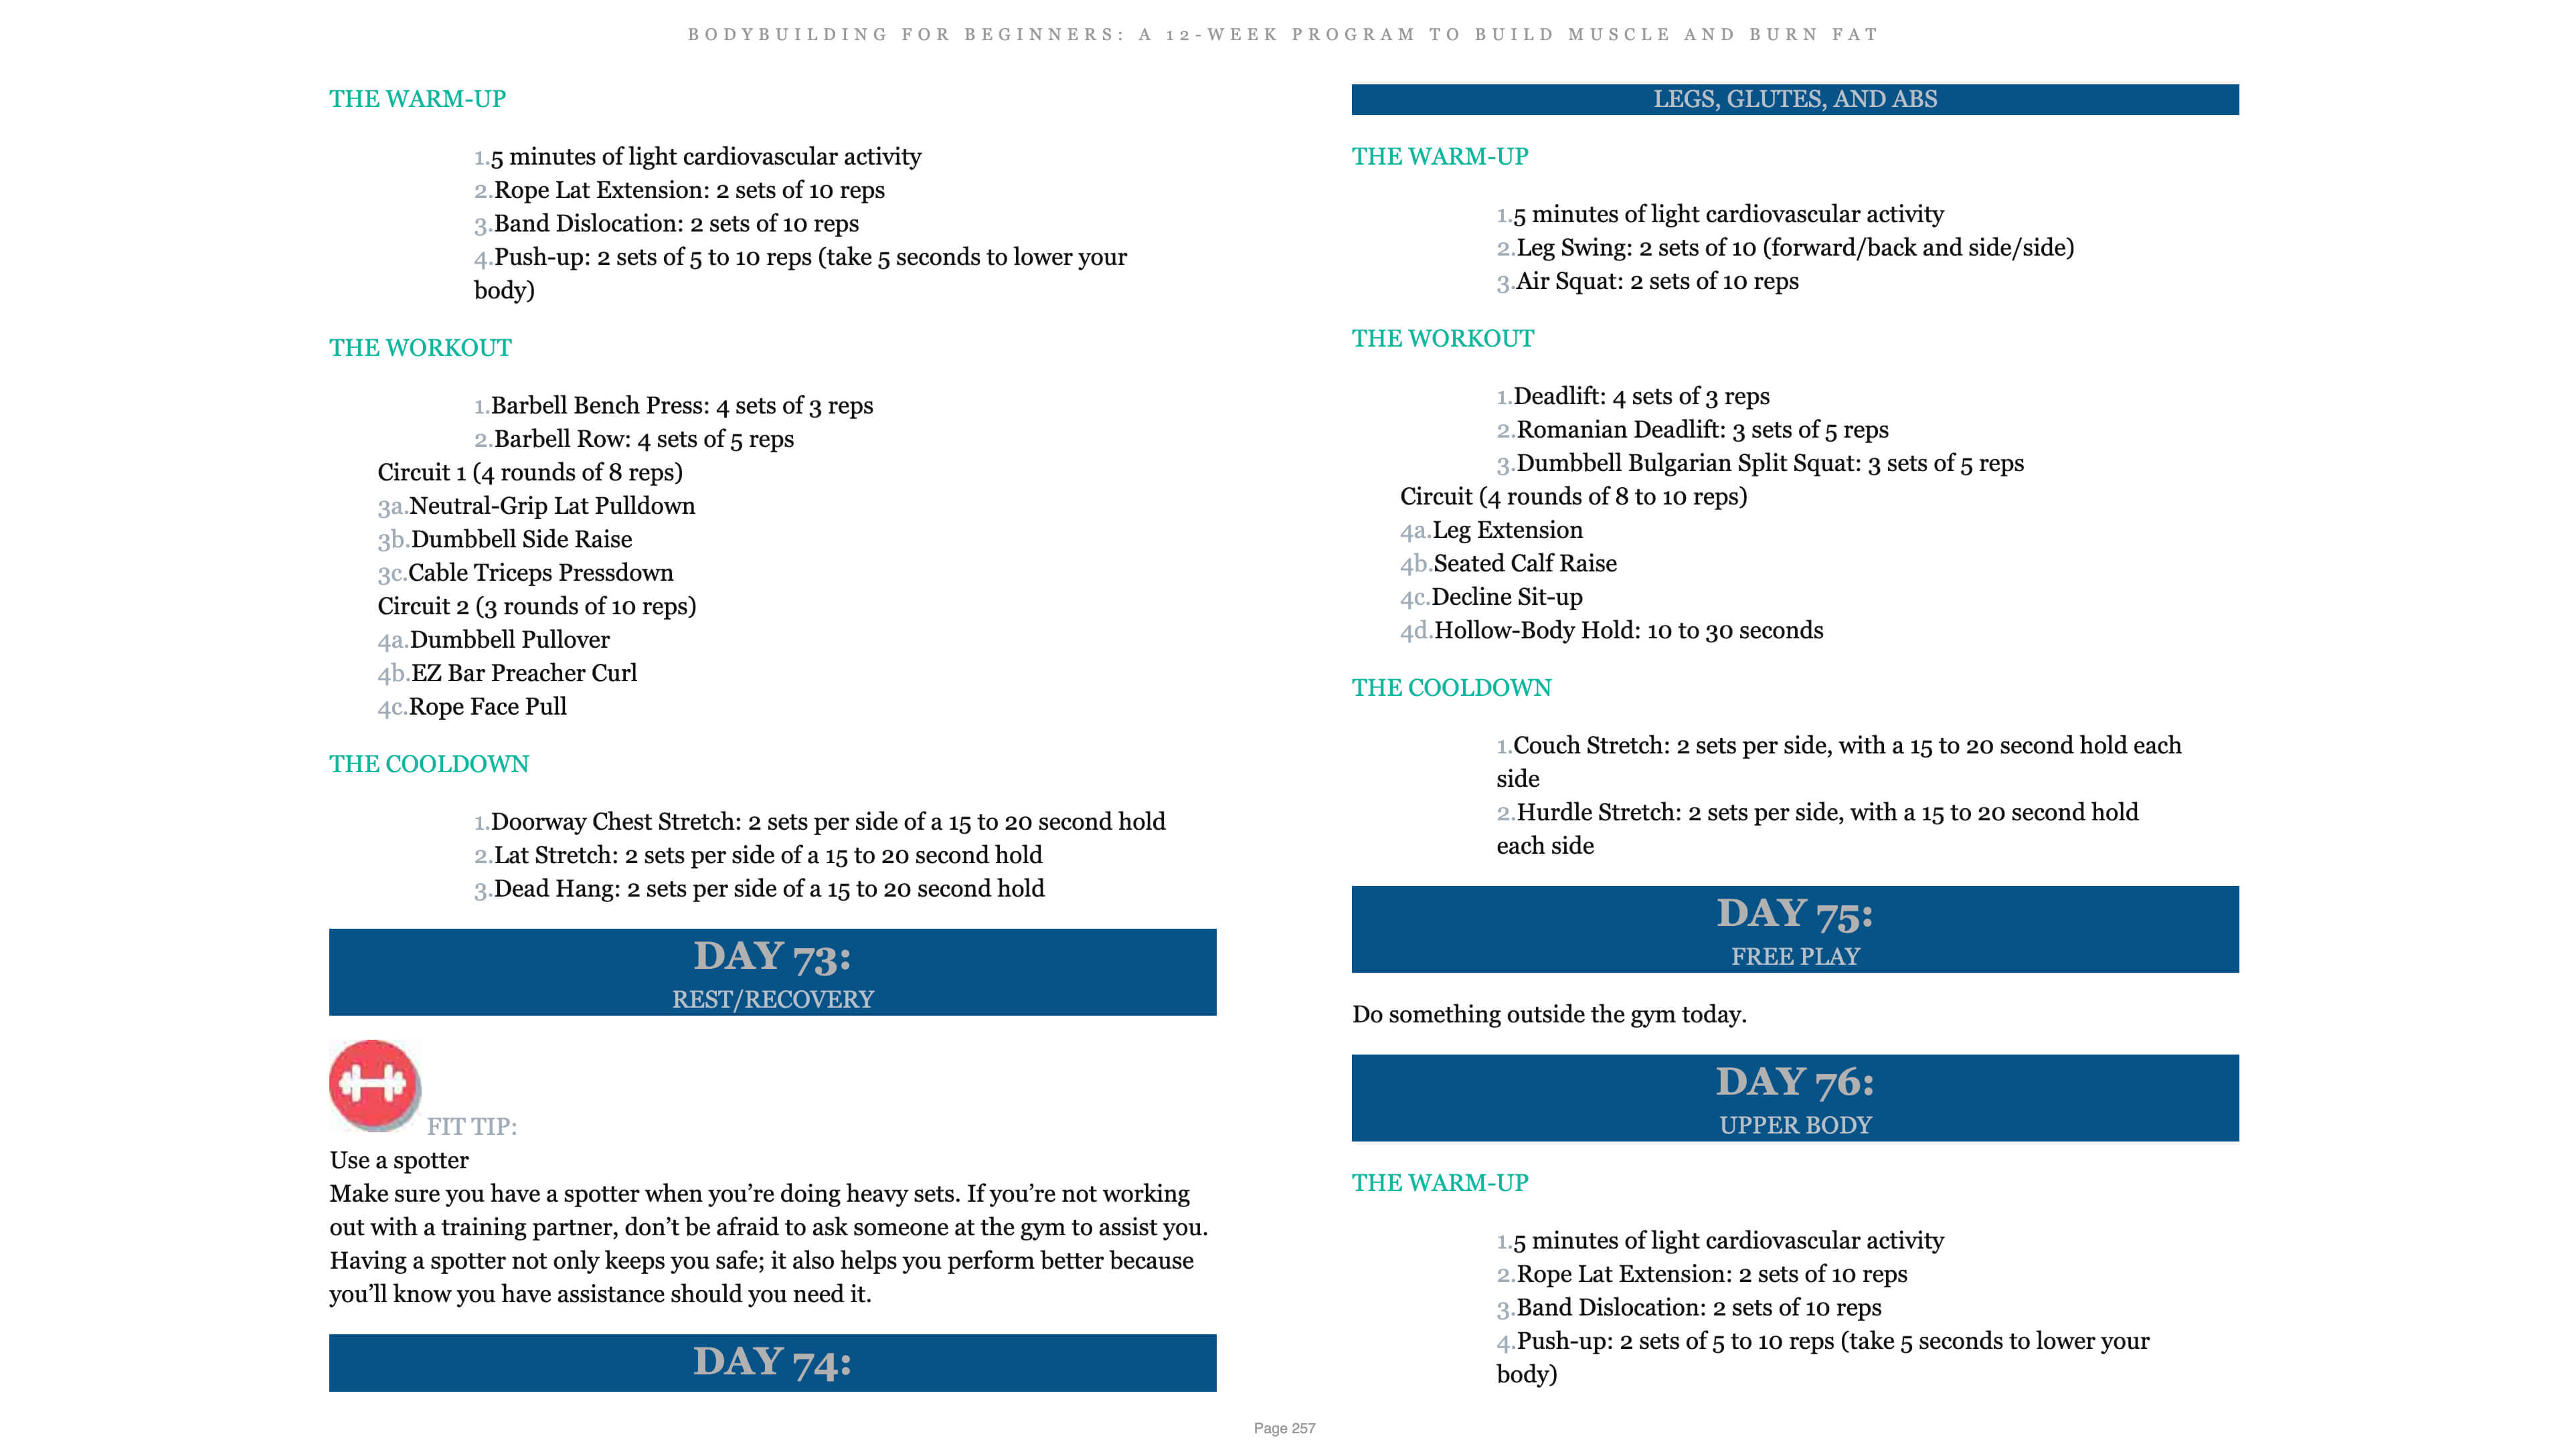 BODYBUILDING FOR BEGINNERS: A 12-WEEK PROGRAM TO BUILD MUSCLE AND BURN FAT
THE WARM-UP
1.5 minutes of light cardiovascular activity
2.Rope Lat Extension: 2 sets of 10 reps
3.Band Dislocation: 2 sets of 10 reps
4.Push-up: 2 sets of 5 to 10 reps (take 5 seconds to lower your
body)
THE WORKOUT
1.Barbell Bench Press: 4 sets of 3 reps
2.Barbell Row: 4 sets of 5 reps
Circuit 1 (4 rounds of 8 reps)
3a.Neutral-Grip Lat Pulldown
3b.Dumbbell Side Raise
3c.Cable Triceps Pressdown
Circuit 2 (3 rounds of 10 reps)
4a.Dumbbell Pullover
4b.EZ Bar Preacher Curl
4c.Rope Face Pull
THE COOLDOWN
1.Doorway Chest Stretch: 2 sets per side of a 15 to 20 second hold
2.Lat Stretch: 2 sets per side of a 15 to 20 second hold
3.Dead Hang: 2 sets per side of a 15 to 20 second hold
DAY 73:
REST/RECOVERY
FIT TIP:
Use a spotter
Make sure you have a spotter when you’re doing heavy sets. If you’re not working
out with a training partner, don’t be afraid to ask someone at the gym to assist you.
Having a spotter not only keeps you safe; it also helps you perform better because
you’ll know you have assistance should you need it.
DAY 74:
LEGS, GLUTES, AND ABS
THE WARM-UP
1.5 minutes of light cardiovascular activity
2.Leg Swing: 2 sets of 10 (forward/back and side/side)
3.Air Squat: 2 sets of 10 reps
THE WORKOUT
1.Deadlift: 4 sets of 3 reps
2.Romanian Deadlift: 3 sets of 5 reps
3.Dumbbell Bulgarian Split Squat: 3 sets of 5 reps
Circuit (4 rounds of 8 to 10 reps)
4a.Leg Extension
4b.Seated Calf Raise
4c.Decline Sit-up
4d.Hollow-Body Hold: 10 to 30 seconds
THE COOLDOWN
1.Couch Stretch: 2 sets per side, with a 15 to 20 second hold each
side
2.Hurdle Stretch: 2 sets per side, with a 15 to 20 second hold
each side
DAY 75:
FREE PLAY
Do something outside the gym today.
DAY 76:
UPPER BODY
THE WARM-UP
1.5 minutes of light cardiovascular activity
2.Rope Lat Extension: 2 sets of 10 reps
3.Band Dislocation: 2 sets of 10 reps
4.Push-up: 2 sets of 5 to 10 reps (take 5 seconds to lower your
body)
Page 257